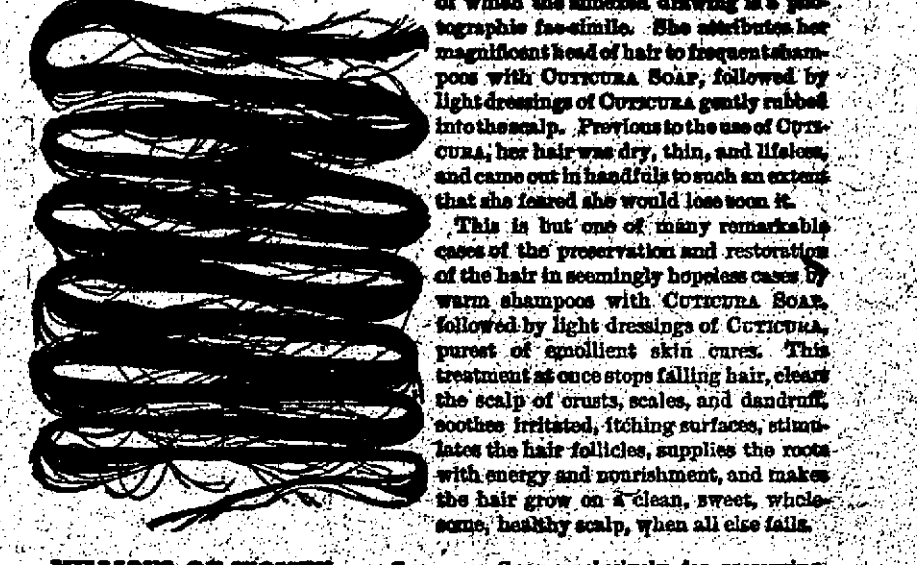 of which the annexed drawing is a pho-
tographic fac-simile. She attributes her
magnificent head of hair to frequent sham-
poos with CUTICURA SOAP, followed by
light dressings of CUTICURA gently rubbed
into the scalp. Previous to the use of CUTI-
CURA, her hair was dry, thin, and lifeless,
and came out in handfuls to such an extent
that she feared she would lose soon it.
This is but one of many remarkable
cases of the preservation and restoration
of the hair in seemingly hopeless cases by
warm shampoos with CUTICURA SOAP,
followed by light dressings of CUTICURA,
purest of emollient skin cures. This
treatment at once stops falling hair, clears
the scalp of crusts, scales, and dandruff,
soothes irritated, itching surfaces, stimu-
lates the hair follicles, supplies the roots
with energy and nourishment, and makes
the hair grow on a clean, sweet, whole-
some, healthy scalp, when all else fails.